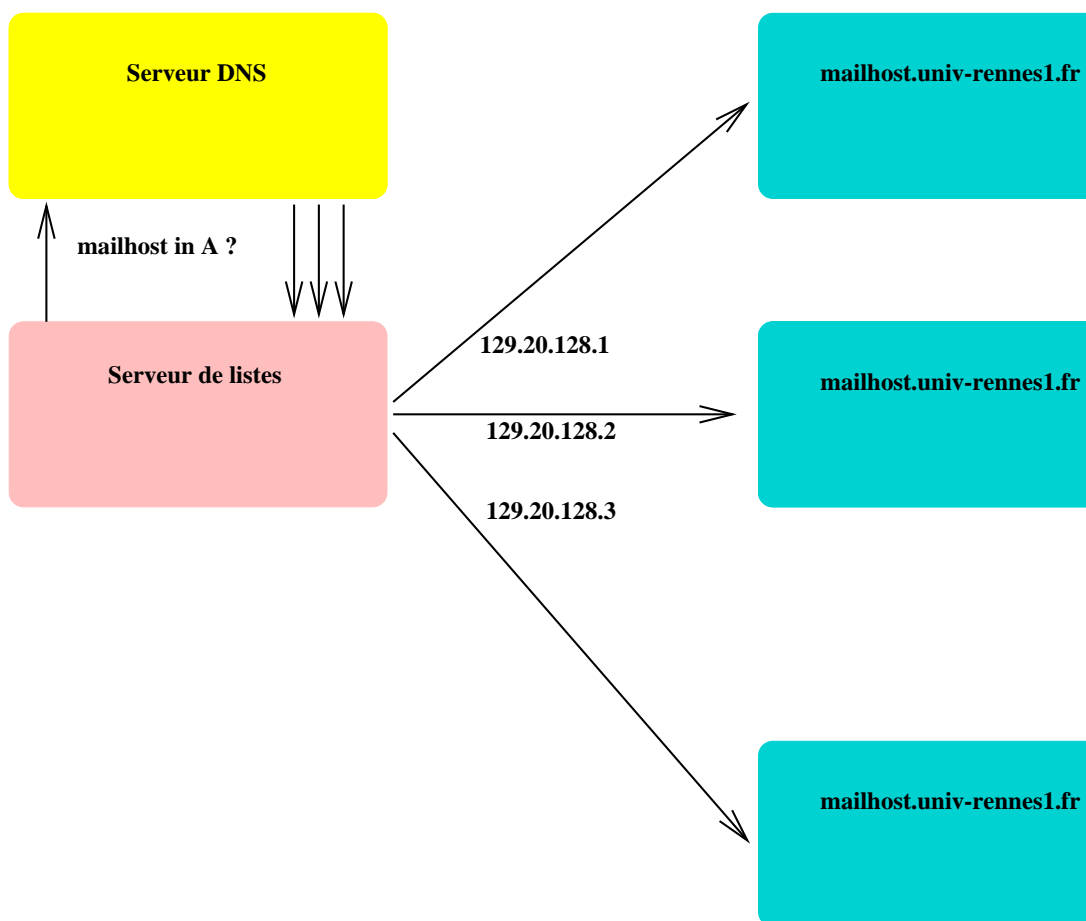 Serveur DNS
mailhost.univ-rennes1.fr
mailhost in A ?
129.20.128.1
Serveur de listes
mailhost.univ-rennes1.fr
129.20.128.2
129.20.128.3
mailhost.univ-rennes1.fr